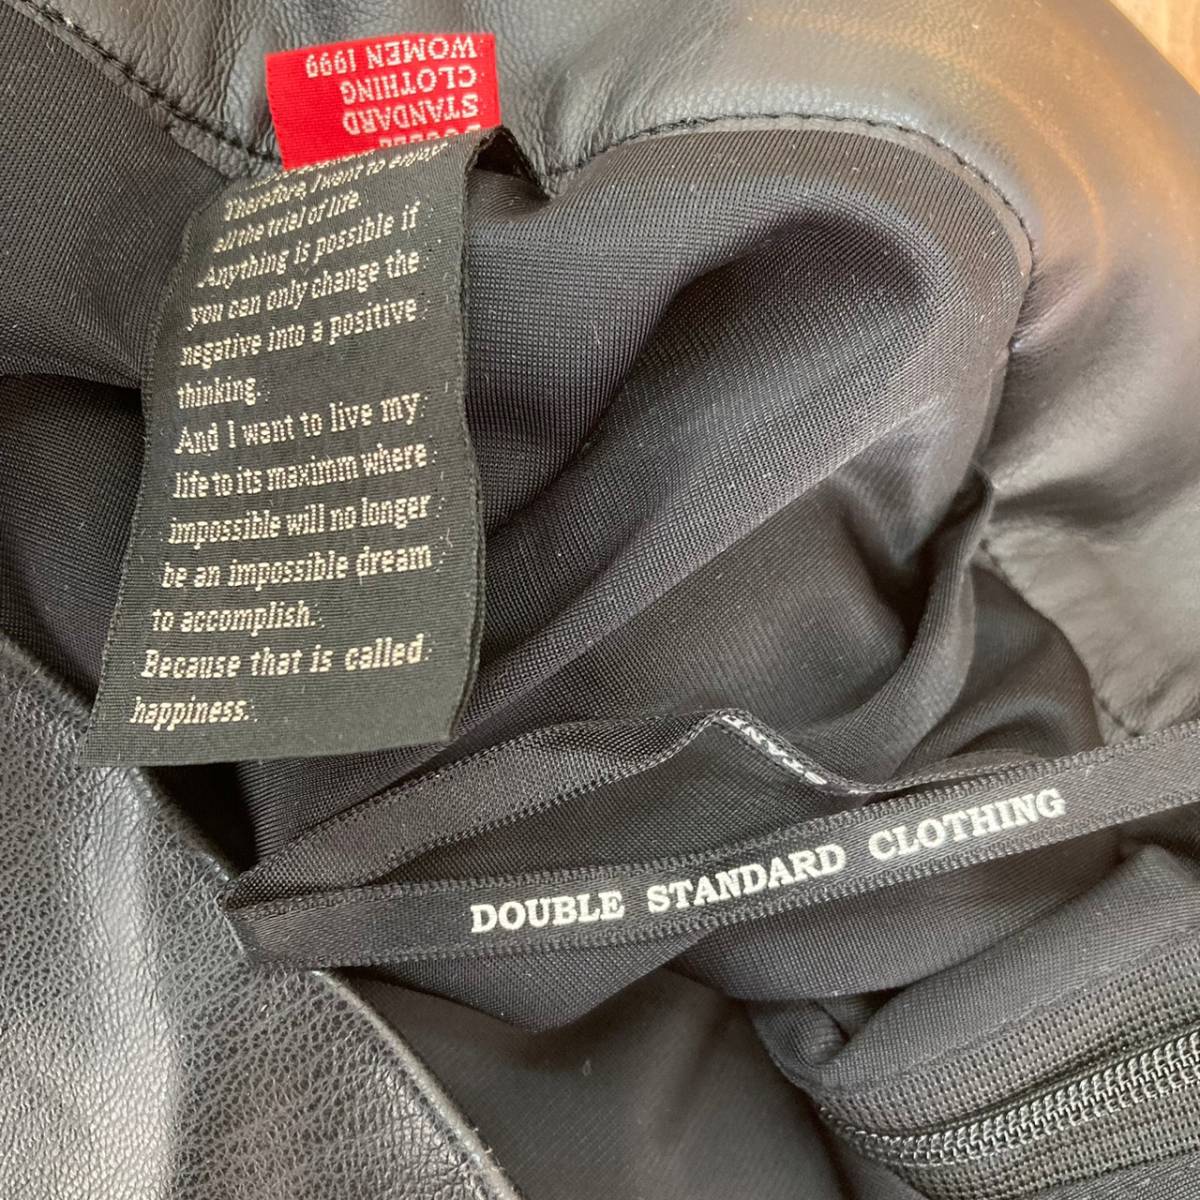 DOUBLE
STANDARD
CLOTHING
WOMEN 1999
Therefore, I want to enjoy
all the trial of life.
Anything is possible if
you can only change the
negative into a positive
thinking.
And I want to live my
life to its maximm where
impossible will no longer
be an impossible dream
to accomplish.
Because that is called.
happiness.
DOUBLE STANDARD CLOTHING